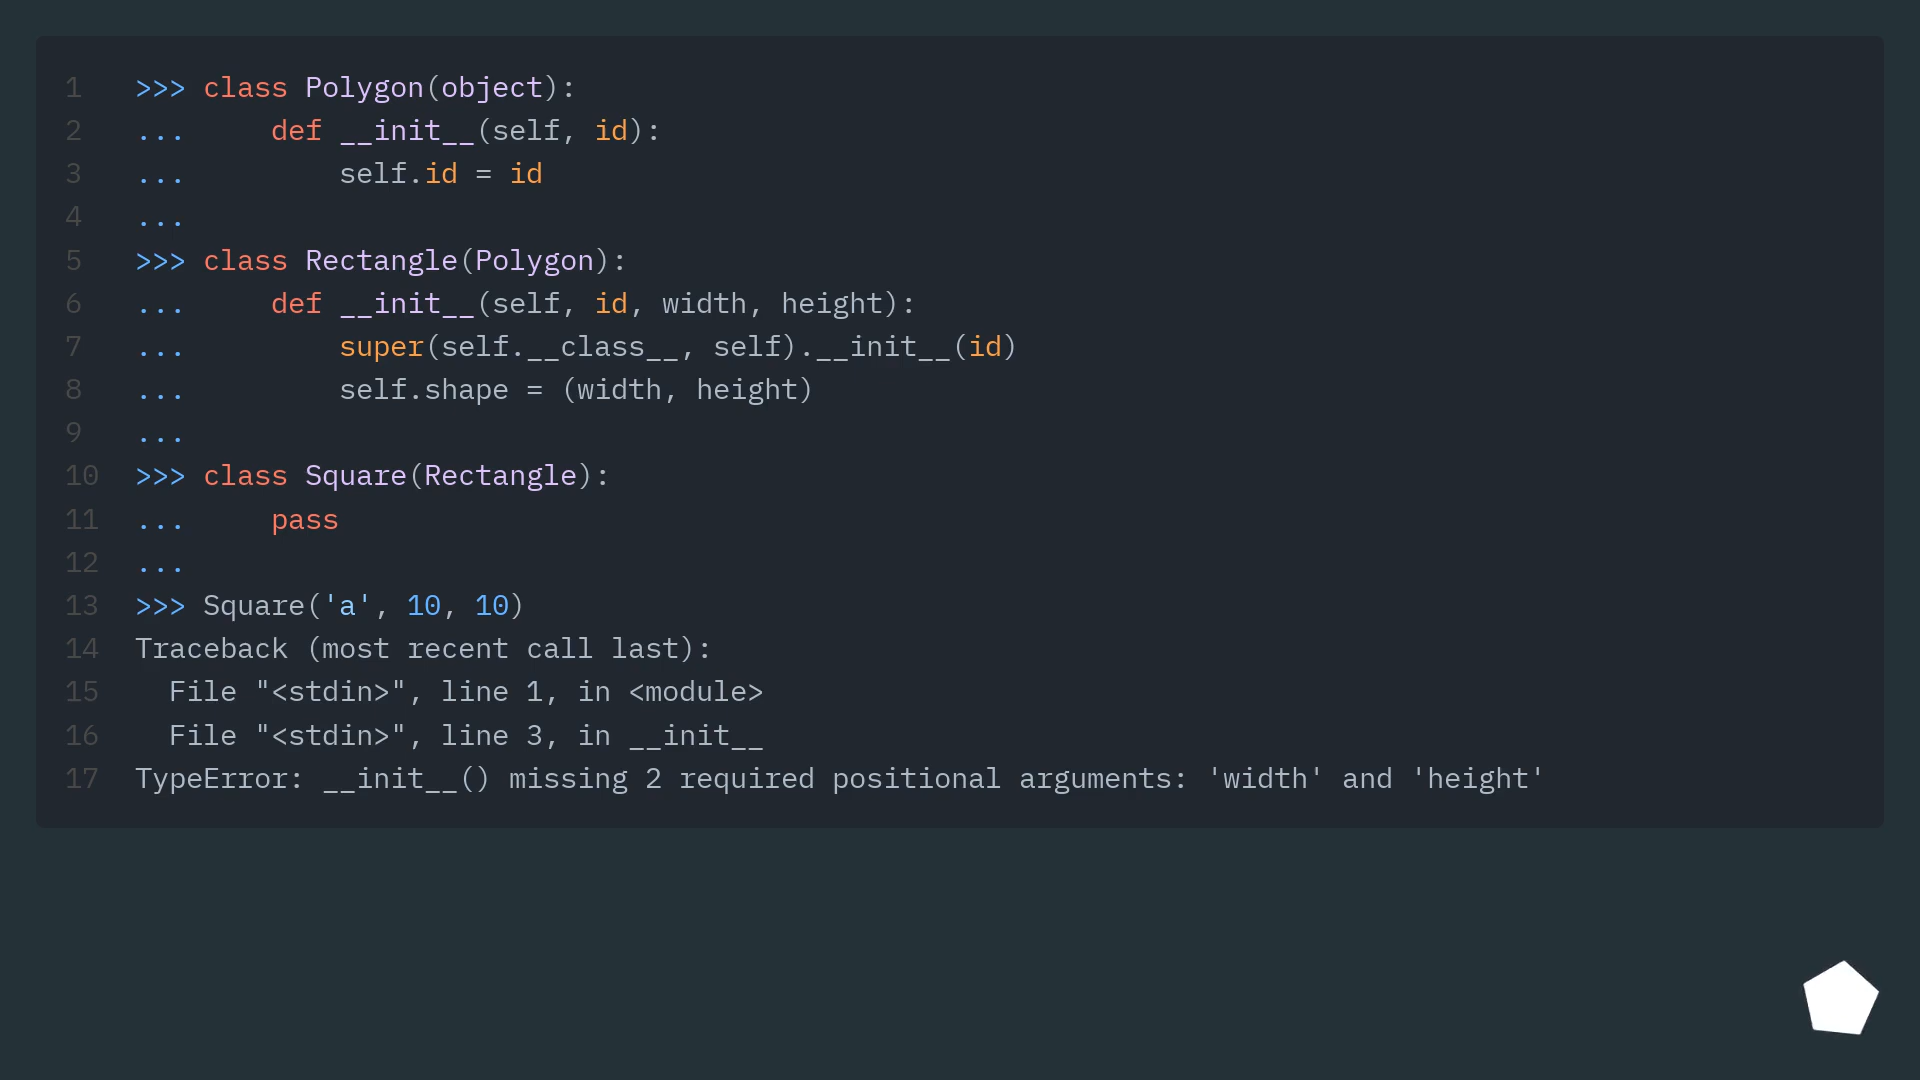 1 >>> class Polygon(object):
2 ...     def __init__(self, id):
3 ...         self.id = id
4 ...
5 >>> class Rectangle(Polygon):
6 ...     def __init__(self, id, width, height):
7 ...         super(self.__class__, self).__init__(id)
8 ...         self.shape = (width, height)
9 ...
10 >>> class Square(Rectangle):
11 ...     pass
12 ...
13 >>> Square('a', 10, 10)
14 Traceback (most recent call last):
15   File "<stdin>", line 1, in <module>
16   File "<stdin>", line 3, in __init__
17 TypeError: __init__() missing 2 required positional arguments: 'width' and 'height'